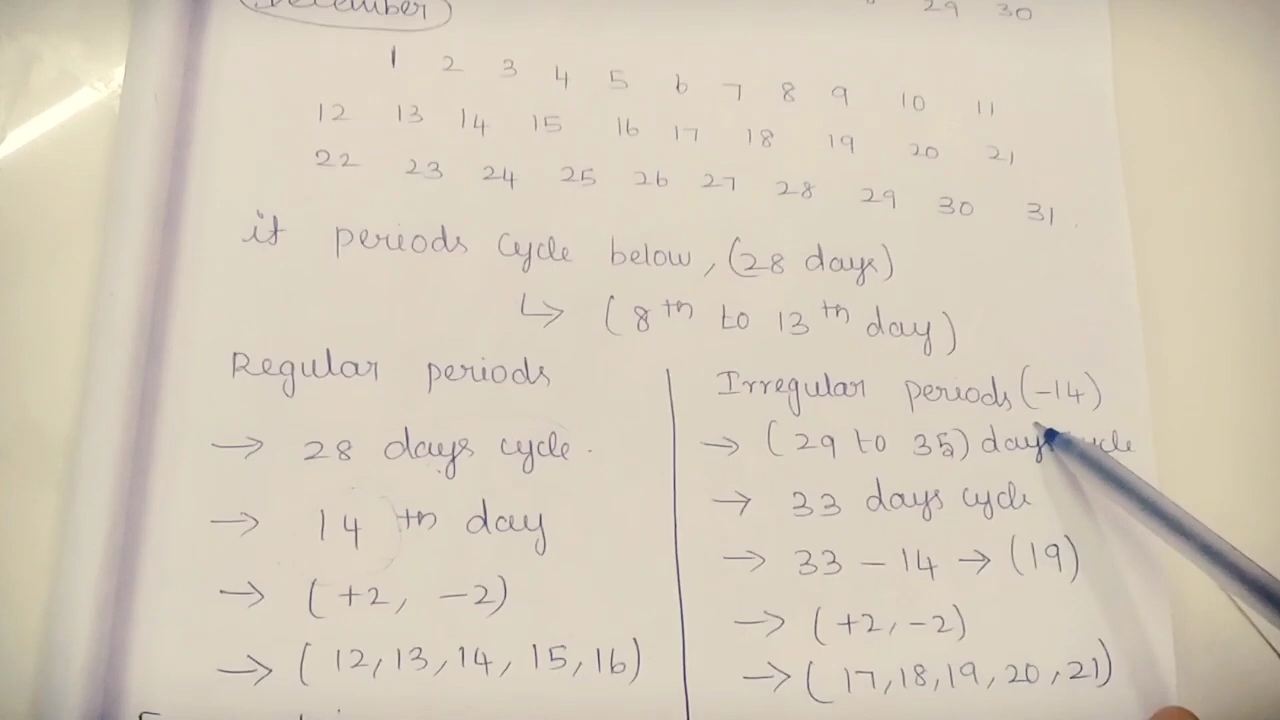 December
29 30
1 2 3 4 5 6 7 8 9 10 11
12 13 14 15 16 17 18 19 20 21
22 23 24 25 26 27 28 29 30 31
if periods cycle below, (28 days)
↳ (8th to 13th day)
Regular periods
→ 28 days cycle.
→ 14th day
→ (+2, -2)
→ (12,13,14,15,16)
Irregular periods (-14)
→ (29 to 35) days cycle
→ 33 days cycle
→ 33 - 14 → (19)
→ (+2,-2)
→ (17,18,19,20,21)